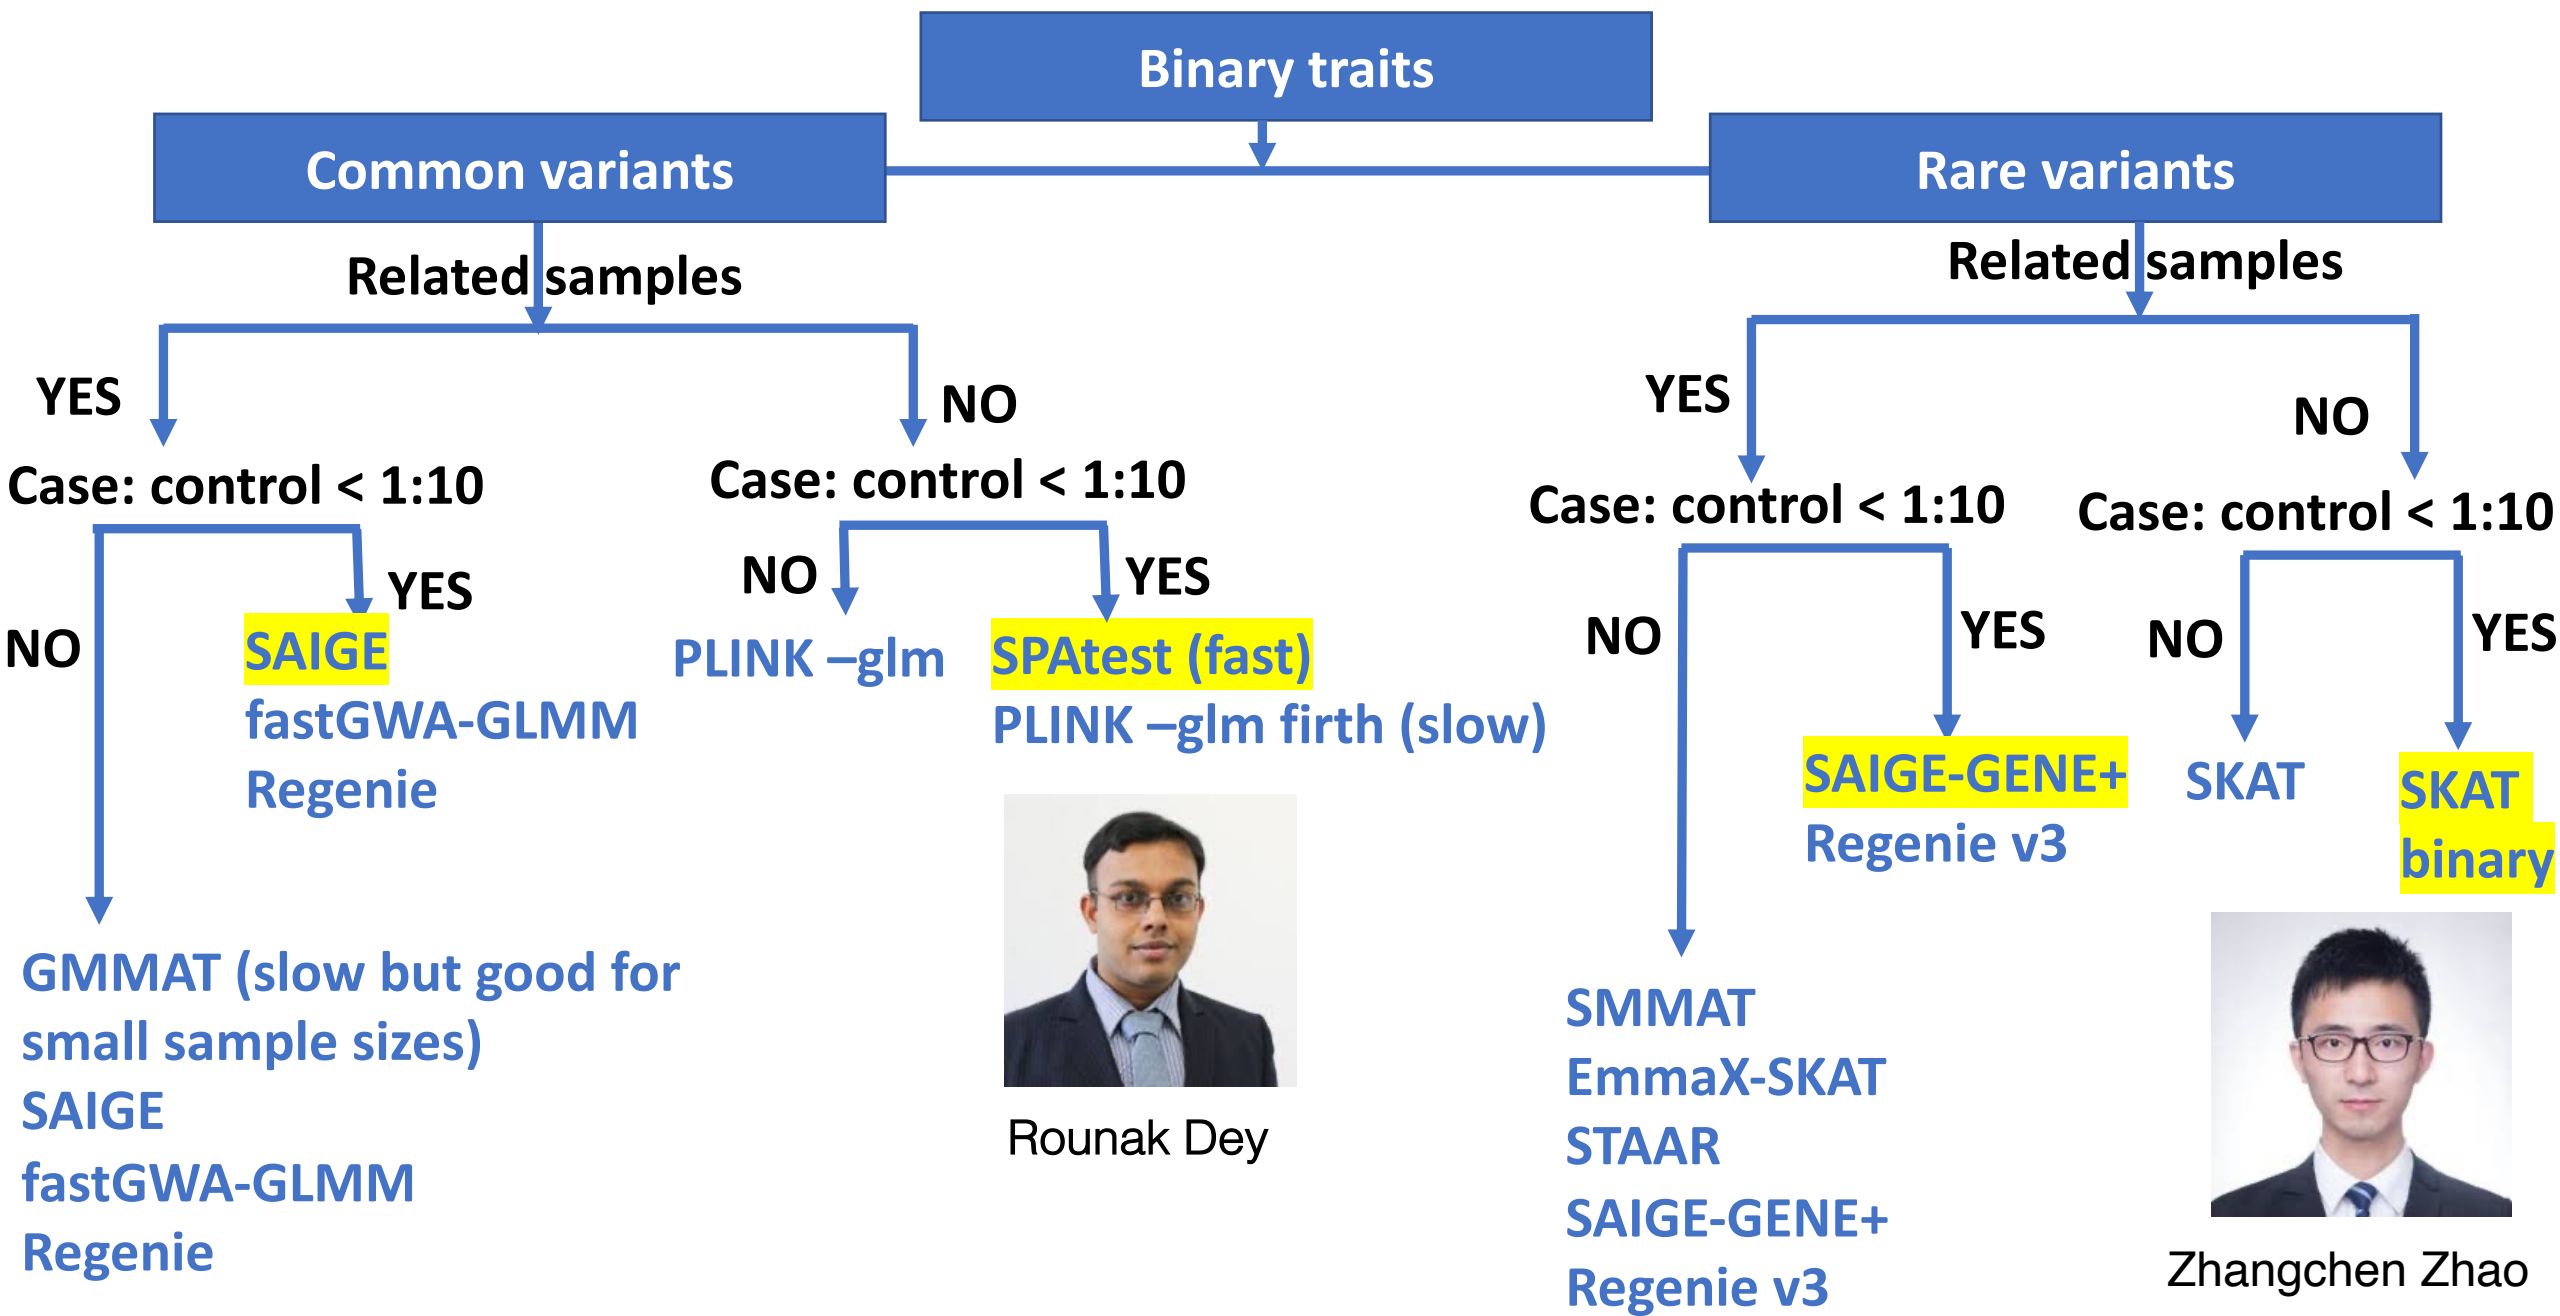 Binary traits
Common variants
Rare variants
Related samples
Related samples
YES
NO
YES
NO
Case: control < 1:10
Case: control < 1:10
Case: control < 1:10
Case: control < 1:10
NO
YES
NO
YES
NO
YES
NO
YES
SAIGE
fastGWA-GLMM
Regenie
PLINK –glm
SPAtest (fast)
PLINK –glm firth (slow)
SAIGE-GENE+
Regenie v3
SKAT
SKAT
binary
GMMAT (slow but good for
small sample sizes)
SAIGE
fastGWA-GLMM
Regenie
Rounak Dey
SMMAT
EmmaX-SKAT
STAAR
SAIGE-GENE+
Regenie v3
Zhangchen Zhao